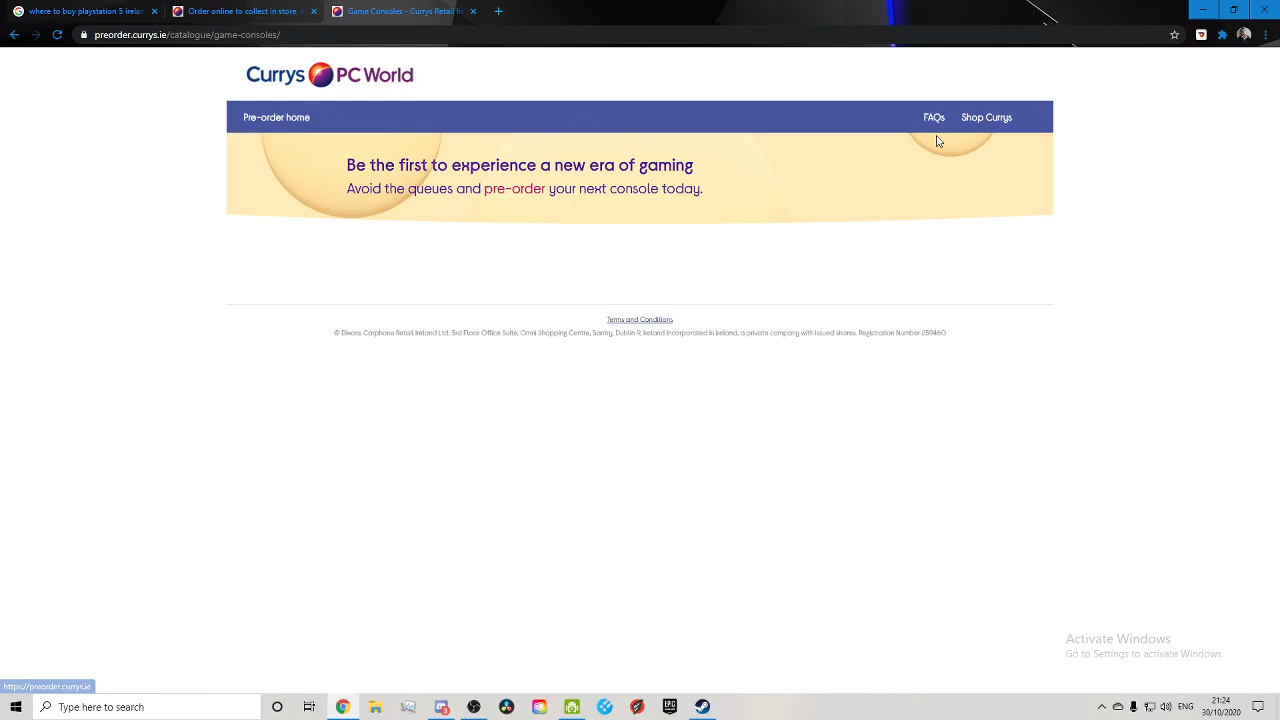 where to buy playstation 5 irelan
Order online to collect in store, i
Game Consoles - Currys Retail Ire
preorder.currys.ie/catalogue/game-consoles/
Currys PC World
Pre-order home
FAQs
Shop Currys
Be the first to experience a new era of gaming
Avoid the queues and pre-order your next console today.
Terms and Conditions
© Dixons Carphone Retail Ireland Ltd, 3rd Floor Office Suite, Omni Shopping Centre, Santry, Dublin 9, Ireland Incorporated in Ireland, a private company with issued shares. Registration Number 259460
Activate Windows
Go to Settings to activate Windows.
https://preorder.currys.ie
Type here to search
EPIC
21:24
30/10/2020